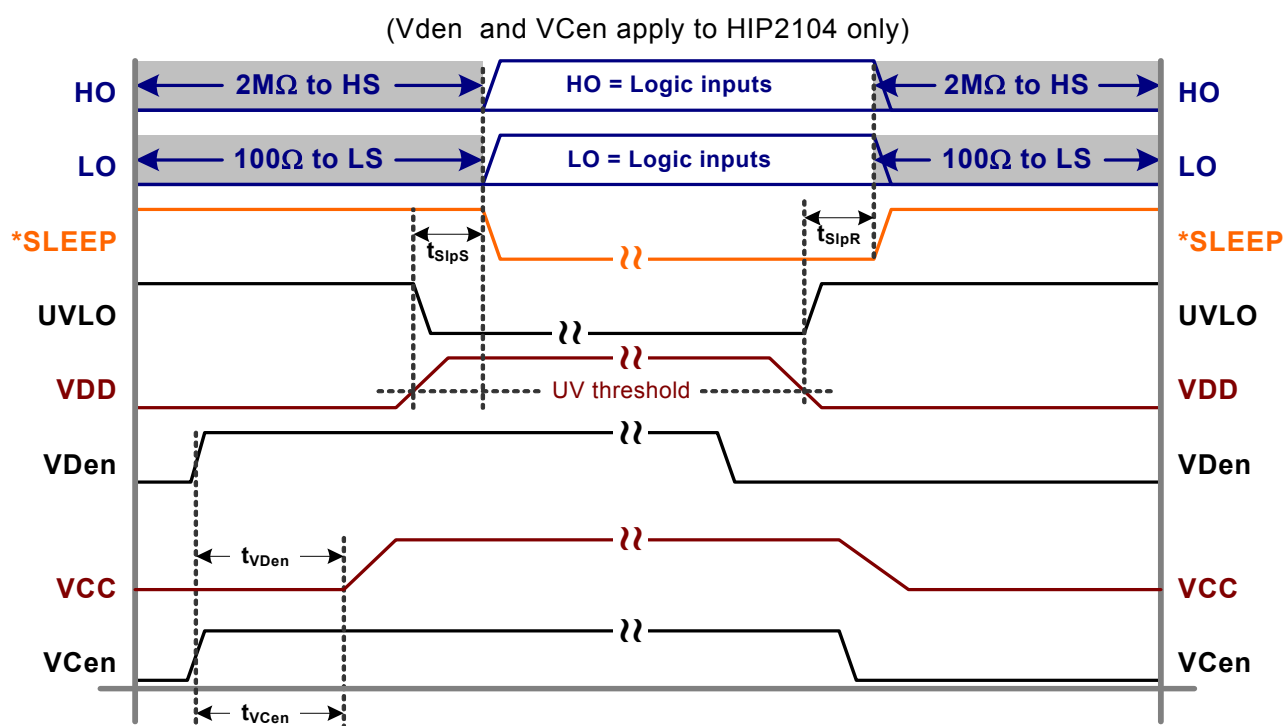 (Vden and VCen apply to HIP2104 only)
HO 2MΩ to HS HO = Logic inputs 2MΩ to HS HO
LO 100Ω to LS LO = Logic inputs 100Ω to LS LO
*SLEEP tSlpS tSlpR *SLEEP
UVLO UVLO
VDD UV threshold VDD
VDen VDen
tVDen
VCC VCC
VCen VCen
tVCen